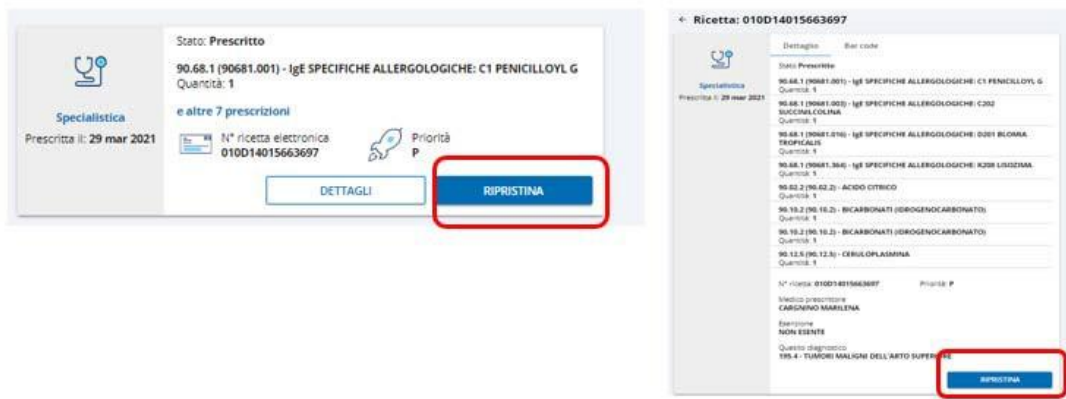 Specialistica
Prescritta il: 29 mar 2021
Stato: Prescritto
90.68.1 (90681.001) - IgE SPECIFICHE ALLERGOLOGICHE: C1 PENICILLOYL G
Quantità: 1
e altre 7 prescrizioni
N° ricetta elettronica
010D14015663697
Priorità
P
DETTAGLI
RIPRISTINA
← Ricetta: 010D14015663697
Specialistica
Prescritta il: 29 mar 2021
Dettaglio Bar code
Stato Prescritto
90.68.1 (90681.001) - IgE SPECIFICHE ALLERGOLOGICHE: C1 PENICILLOYL G
Quantità 1
90.68.1 (90681.003) - IgE SPECIFICHE ALLERGOLOGICHE: C202
SUCCINILCOLINA
Quantità 1
90.68.1 (90681.016) - IgE SPECIFICHE ALLERGOLOGICHE: D201 BLOMIA
TROPICALIS
Quantità 1
90.68.1 (90681.364) - IgE SPECIFICHE ALLERGOLOGICHE: K208 LISOZIMA
Quantità 1
90.02.2 (90.02.2) - ACIDO CITRICO
Quantità 1
90.10.2 (90.10.2) - BICARBONATI (IDROGENOCARBONATO)
Quantità 1
90.10.2 (90.10.2) - BICARBONATI (IDROGENOCARBONATO)
Quantità 1
90.12.5 (90.12.5) - CERULOPLASMINA
Quantità 1
N° ricetta: 010D14015663697 Priorità: P
Medico prescrittore
CARGNINO MARILENA
Esenzione
NON ESENTE
Quesito diagnostico
195.4 - TUMORI MALIGNI DELL'ARTO SUPERIORE
RIPRISTINA